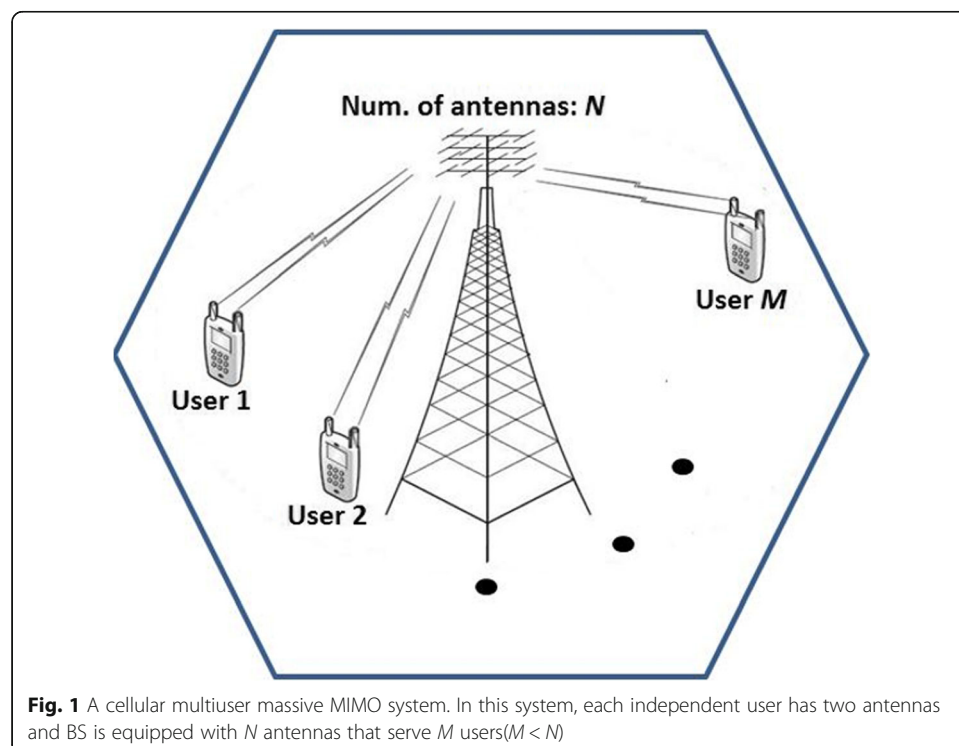 Num. of antennas: N
User M
User 1
User 2
Fig. 1 A cellular multiuser massive MIMO system. In this system, each independent user has two antennas
and BS is equipped with N antennas that serve M users(M < N)